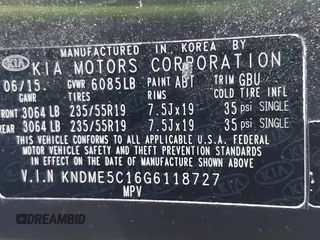 MANUFACTURED IN KOREA BY
KIA KIA MOTORS CORPORATION
06/15. GVWR 6085LB PAINT ABT TRIM GBU
GAWR TIRES RIMS COLD TIRE INFL
FRONT 3064LB 235/55R19 7.5Jx19 35 psi SINGLE
REAR 3064LB 235/55R19 7.5Jx19 35 psi SINGLE
THIS VEHICLE CONFORMS TO ALL APPLICABLE U.S.A. FEDERAL
MOTOR VEHICLE SAFETY AND THEFT PREVENTION STANDARDS IN
EFFECT ON THE DATE OF MANUFACTURE SHOWN ABOVE.
V.I.N KNDME5C16G6118727
MPV
DREAMBID